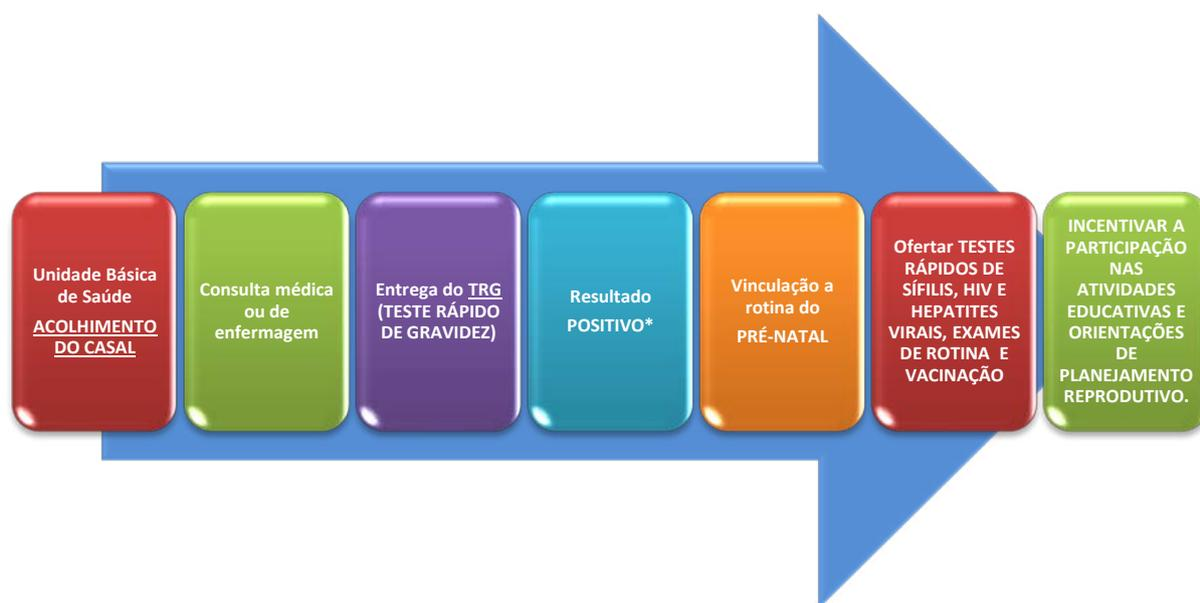 Unidade Básica
de Saúde
ACOLHIMENTO
DO CASAL
Consulta médica
ou de
enfermagem
Entrega do TRG
(TESTE RÁPIDO
DE GRAVIDEZ)
Resultado
POSITIVO*
Vinculação a
rotina do
PRÉ-NATAL
Ofertar TESTES
RÁPIDOS DE
SÍFILIS, HIV E
HEPATITES
VIRAIS, EXAMES
DE ROTINA E
VACINAÇÃO
INCENTIVAR A
PARTICIPAÇÃO
NAS
ATIVIDADES
EDUCATIVAS E
ORIENTAÇÕES
DE
PLANEJAMENTO
REPRODUTIVO.